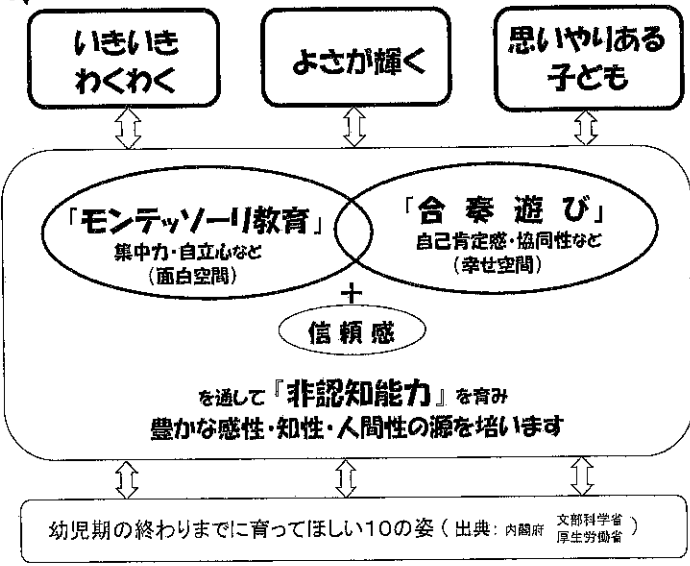 いきいき
わくわく
よさが輝く
思いやりある
子ども
「モンテッソーリ教育」
集中力・自立心など
(面白空間)
「合奏遊び」
自己肯定感・協同性など
(幸せ空間)
+
信頼感
を通して『非認知能力』を育み
豊かな感性・知性・人間性の源を培います
幼児期の終わりまでに育ってほしい10の姿(出典:内閣府 文部科学省 厚生労働省)